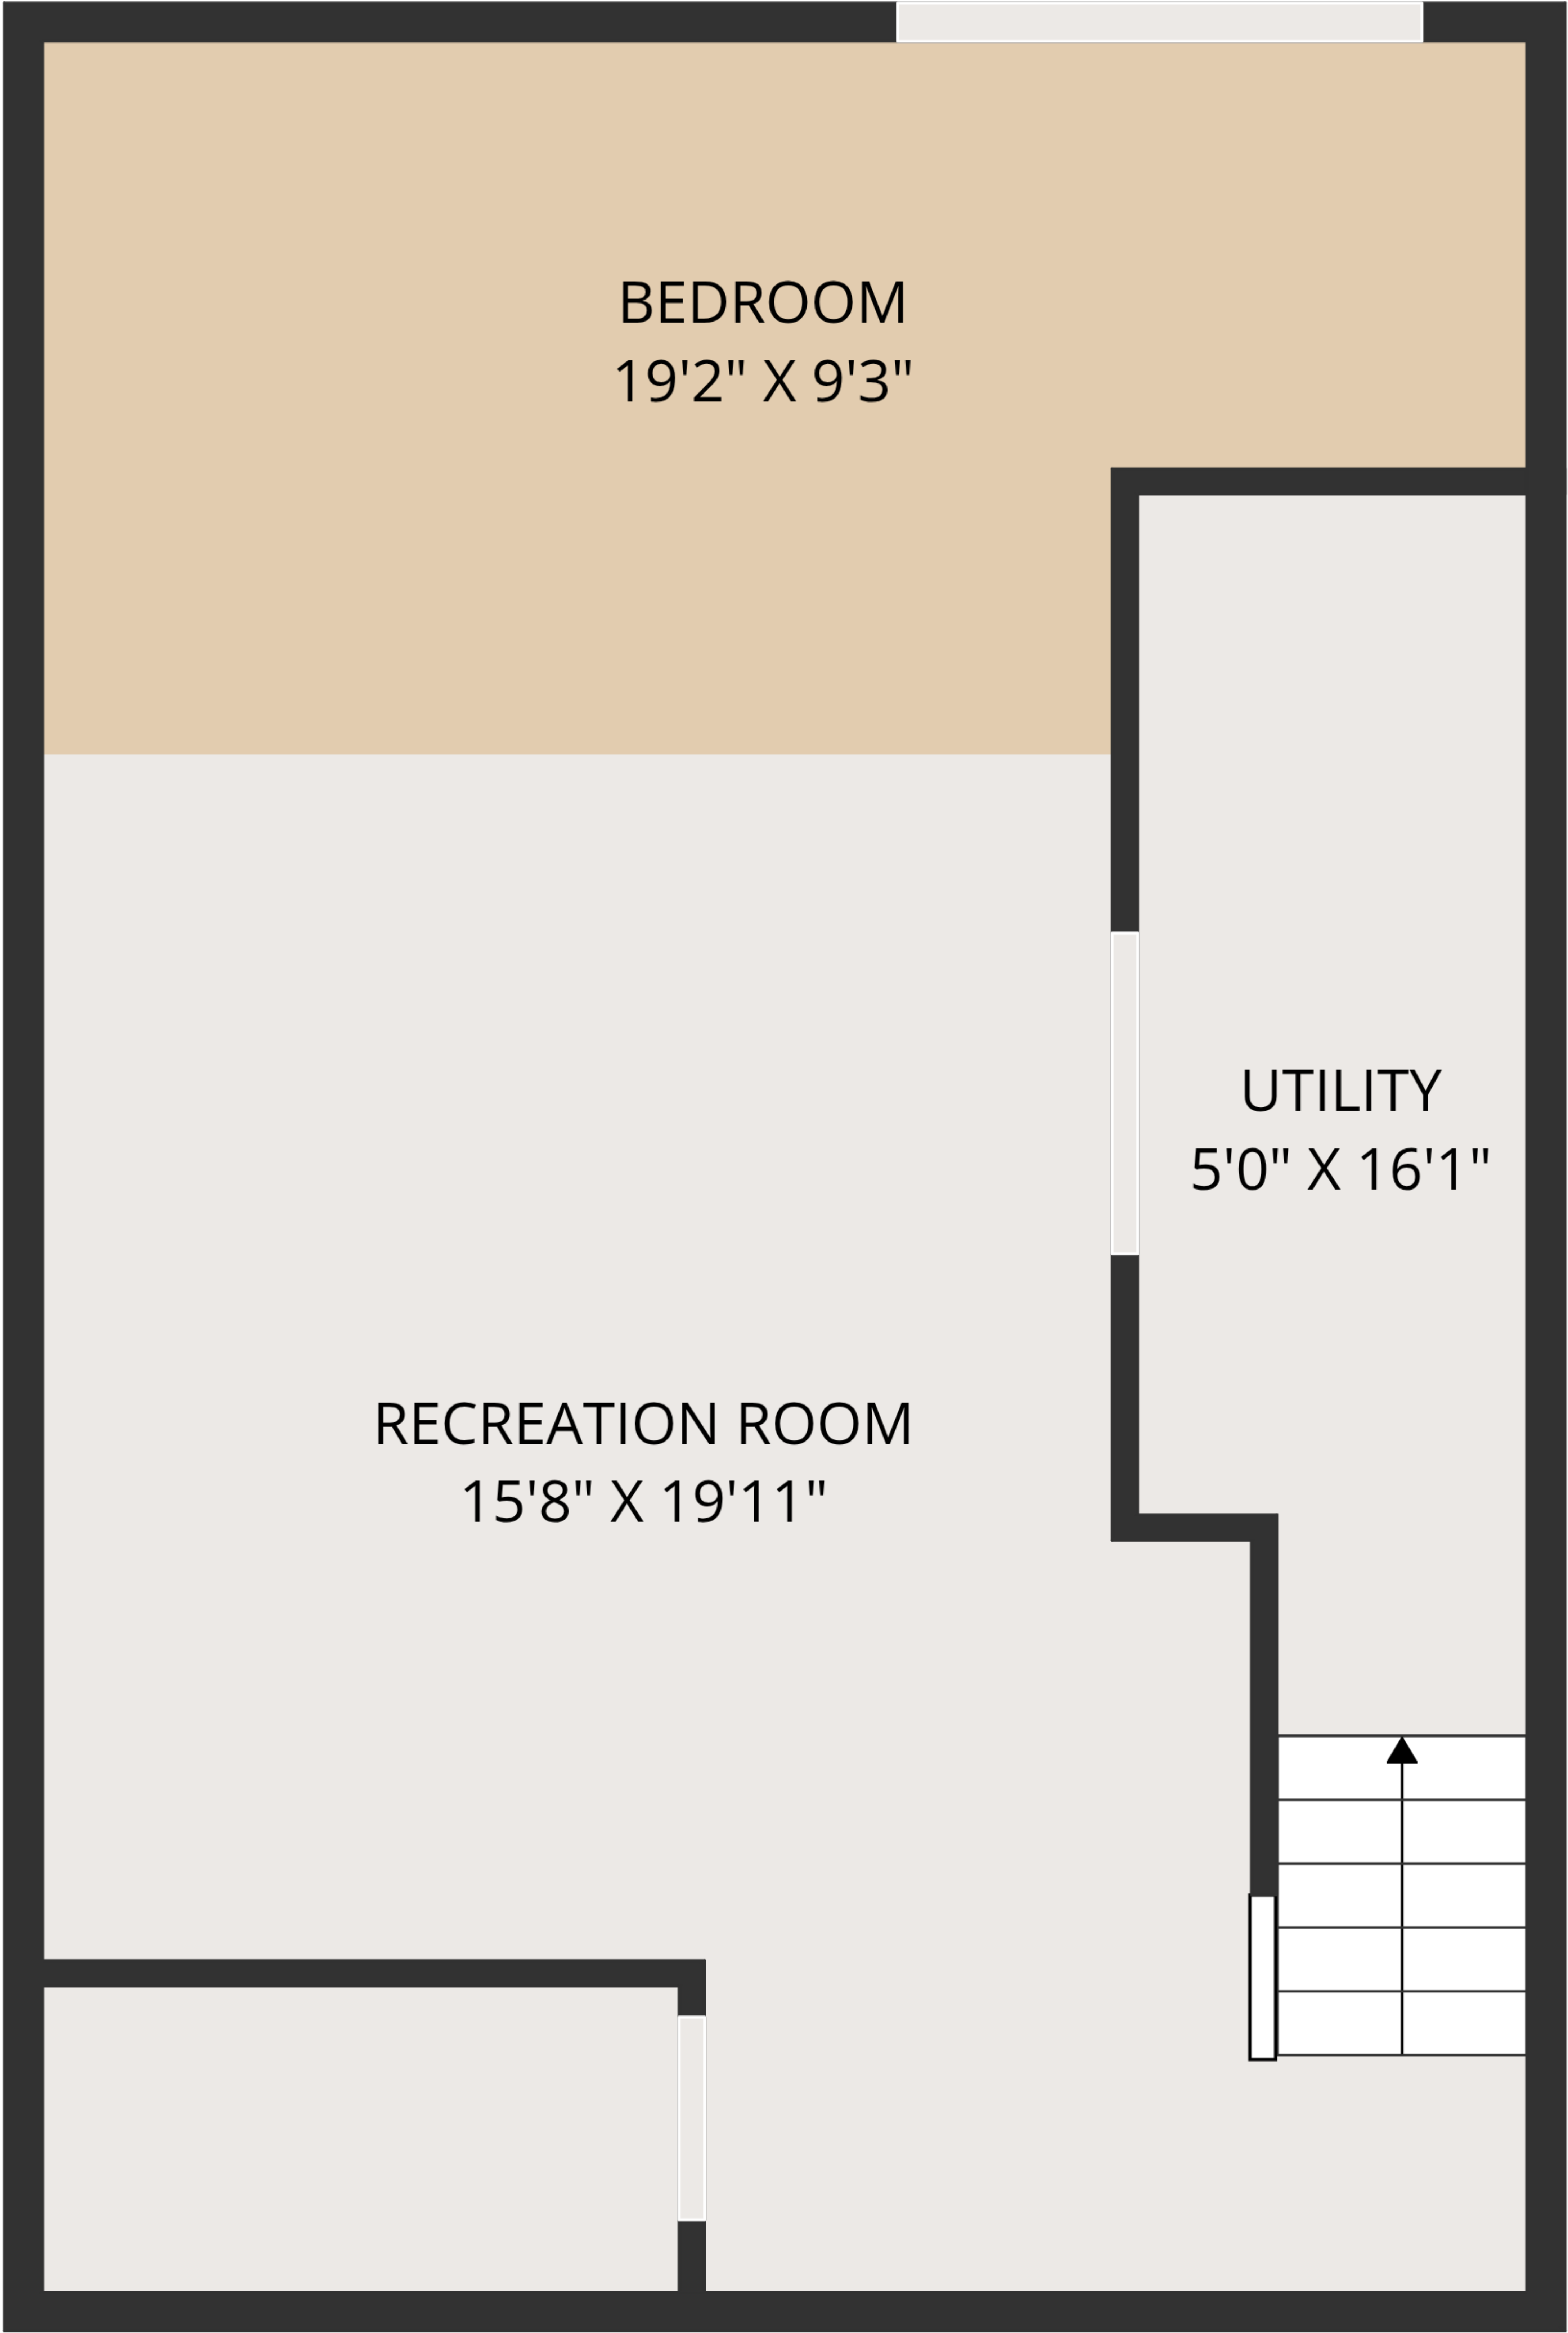 BEDROOM
19'2" X 9'3"
UTILITY
5'0" X 16'1"
RECREATION ROOM
15'8" X 19'11"